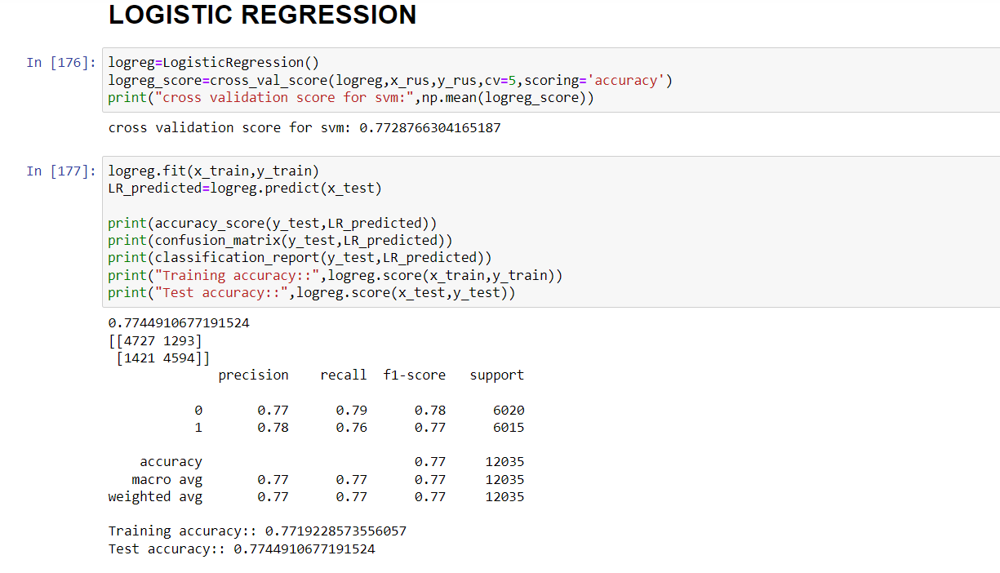 LOGISTIC REGRESSION
In [176]: logreg=LogisticRegression()
logreg_score=cross_val_score(logreg,x_rus,y_rus,cv=5,scoring='accuracy')
print("cross validation score for svm:",np.mean(logreg_score))
cross validation score for svm: 0.7728766304165187
In [177]: logreg.fit(x_train,y_train)
LR_predicted=logreg.predict(x_test)
print(accuracy_score(y_test,LR_predicted))
print(confusion_matrix(y_test,LR_predicted))
print(classification_report(y_test,LR_predicted))
print("Training accuracy::",logreg.score(x_train,y_train))
print("Test accuracy::",logreg.score(x_test,y_test))
0.7744910677191524
[[4727 1293]
[1421 4594]]
precision recall f1-score support
0 0.77 0.79 0.78 6020
1 0.78 0.76 0.77 6015
accuracy 0.77 12035
macro avg 0.77 0.77 0.77 12035
weighted avg 0.77 0.77 0.77 12035
Training accuracy:: 0.7719228573556057
Test accuracy:: 0.7744910677191524